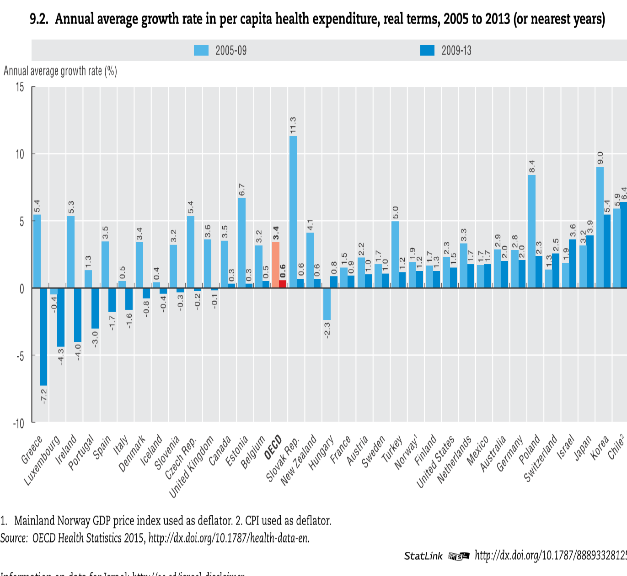 9.2. Annual average growth rate in per capita health expenditure, real terms, 2005 to 2013 (or nearest years)
2005-09 2009-13
Annual average growth rate (%)
15
10
5
0
-5
-10
5.4 -7.2
-0.4 -4.3
5.3 -4.0
1.3 -3.0
3.5 -1.7
0.5 -1.6
3.4 -0.8
0.4 -0.4
3.2 -0.3
5.4 -0.2
3.6 -0.1
3.5 0.3
6.7 0.3
3.2 0.5
3.4 0.6
11.3 0.6
4.1 0.6
-2.3 0.8
1.5 0.9
2.2 1.0
1.7 1.0
5.0 1.2
1.9 1.2
1.7 1.3
2.3 1.5
3.3 1.7
1.7 1.7
2.9 2.0
2.8 2.0
8.4 2.3
1.3 2.5
1.9 3.6
3.2 3.9
9.0 5.4
5.9 6.4
Greece
Luxembourg
Ireland
Portugal
Spain
Italy
Denmark
Iceland
Slovenia
Czech Rep.
United Kingdom
Canada
Estonia
Belgium
OECD
Slovak Rep.
New Zealand
Hungary
France
Austria
Sweden
Turkey
Norway¹
Finland
United States
Netherlands
Mexico
Australia
Germany
Poland
Switzerland
Israel
Japan
Korea
Chile²
1. Mainland Norway GDP price index used as deflator. 2. CPI used as deflator.
Source: OECD Health Statistics 2015, http://dx.doi.org/10.1787/health-data-en.
StatLink http://dx.doi.org/10.1787/88893328125
Information on data for Israel: